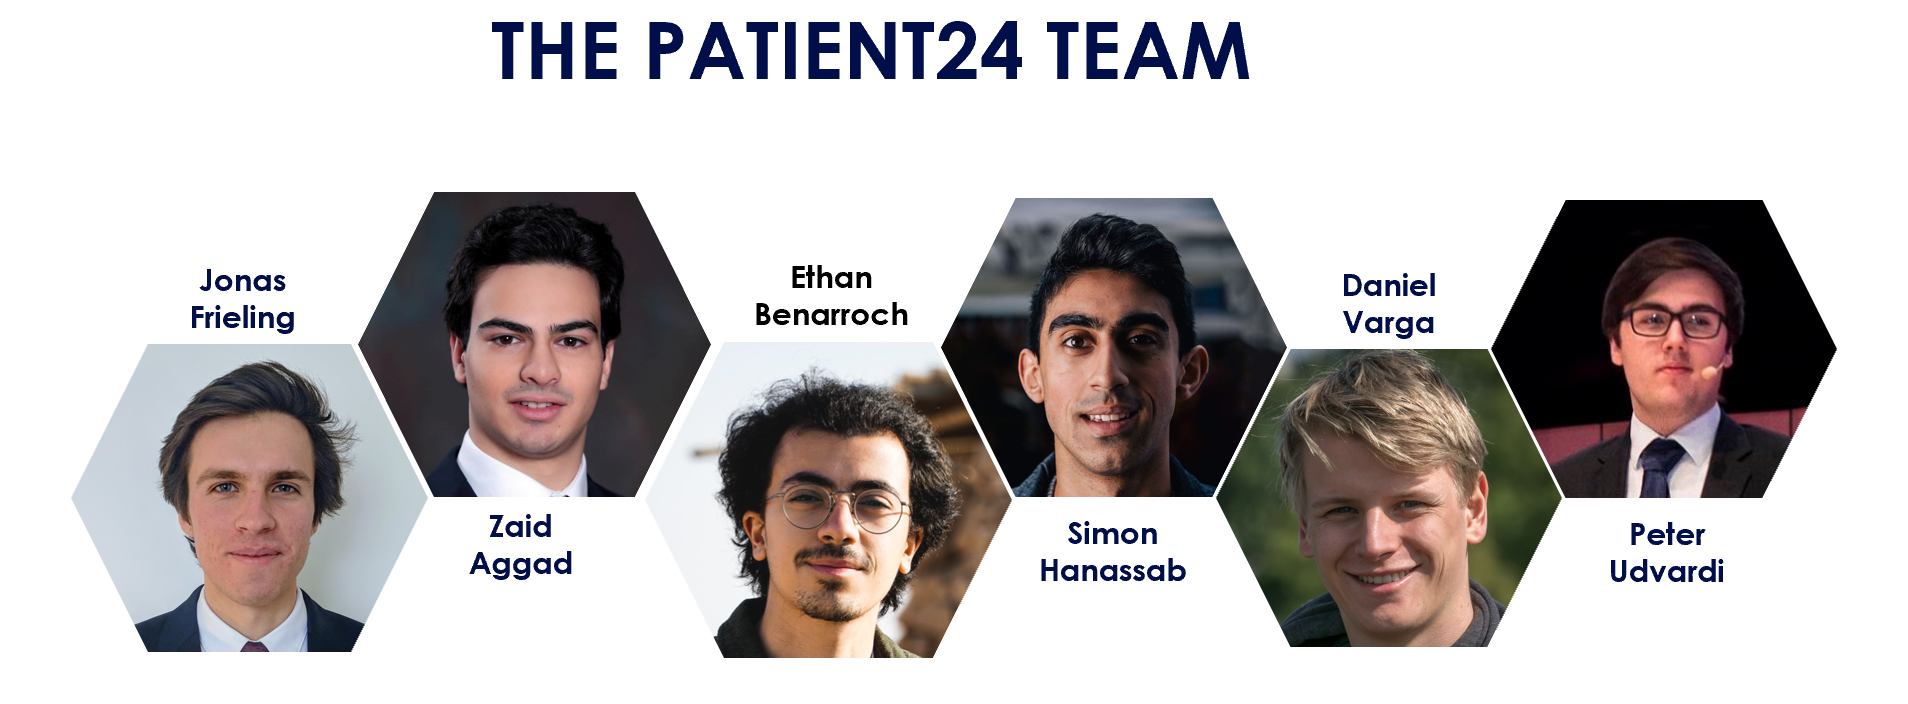 THE PATIENT24 TEAM
Jonas
Frieling
Zaid
Aggad
Ethan
Benarroch
Simon
Hanassab
Daniel
Varga
Peter
Udvardi